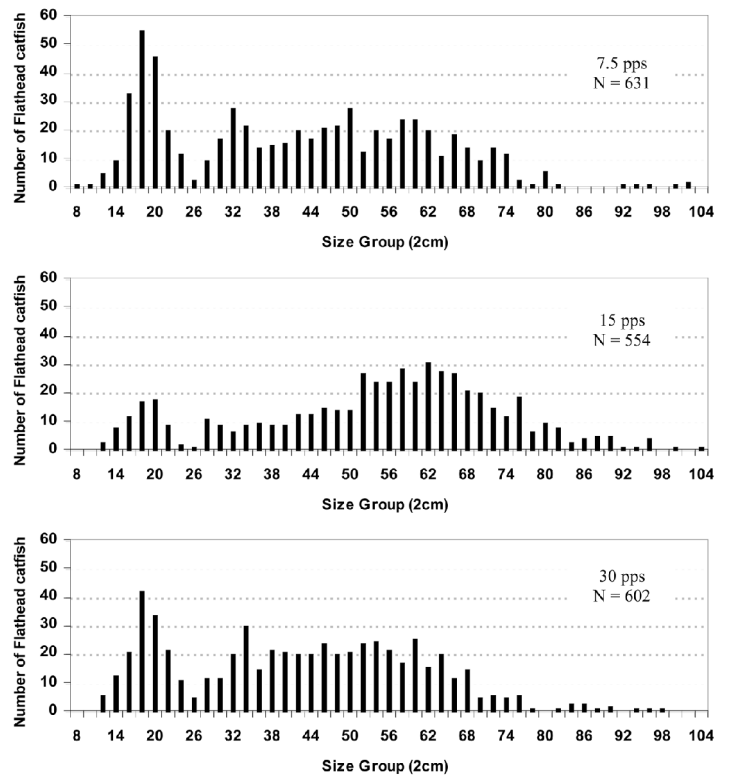 60
50
40
30
20
10
0
Number of Flathead catfish
7.5 pps
N = 631
8 14 20 26 32 38 44 50 56 62 68 74 80 86 92 98 104
Size Group (2cm)
60
50
40
30
20
10
0
Number of Flathead catfish
15 pps
N = 554
8 14 20 26 32 38 44 50 56 62 68 74 80 86 92 98 104
Size Group (2cm)
60
50
40
30
20
10
0
Number of Flathead catfish
30 pps
N = 602
8 14 20 26 32 38 44 50 56 62 68 74 80 86 92 98 104
Size Group (2cm)